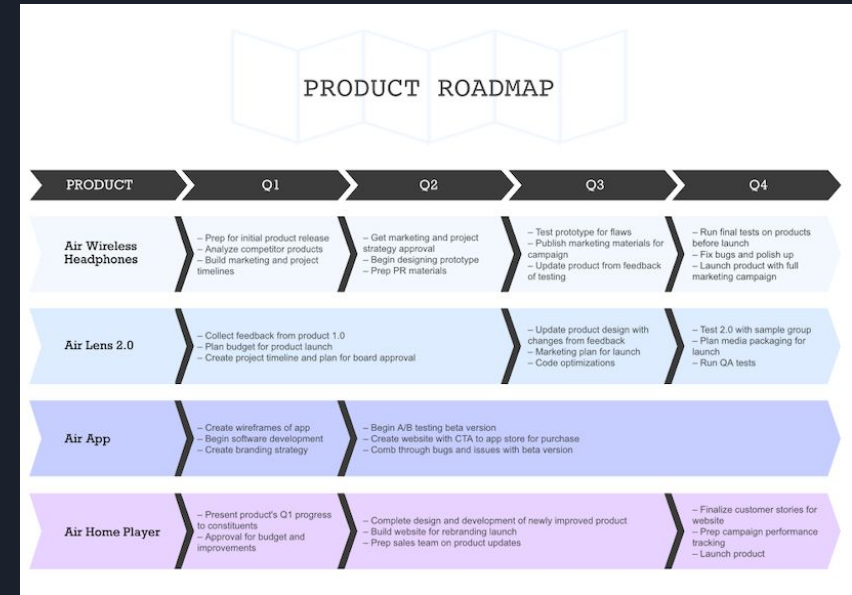 PRODUCT ROADMAP
PRODUCT
Q1
Q2
Q3
Q4
Air Wireless
Headphones
– Prep for initial product release
– Analyze competitor products
– Build marketing and project
timelines
– Get marketing and project
strategy approval
– Begin designing prototype
– Prep PR materials
– Test prototype for flaws
– Publish marketing materials for
campaign
– Update product from feedback
of testing
– Run final tests on products
before launch
– Fix bugs and polish up
– Launch product with full
marketing campaign
Air Lens 2.0
– Collect feedback from product 1.0
– Plan budget for product launch
– Create project timeline and plan for board approval
– Update product design with
changes from feedback
– Marketing plan for launch
– Code optimizations
– Test 2.0 with sample group
– Plan media packaging for
launch
– Run QA tests
Air App
– Create wireframes of app
– Begin software development
– Create branding strategy
– Begin A/B testing beta version
– Create website with CTA to app store for purchase
– Comb through bugs and issues with beta version
Air Home Player
– Present product's Q1 progress
to constituents
– Approval for budget and
improvements
– Complete design and development of newly improved product
– Build website for rebranding launch
– Prep sales team on product updates
– Finalize customer stories for
website
– Prep campaign performance
tracking
– Launch product